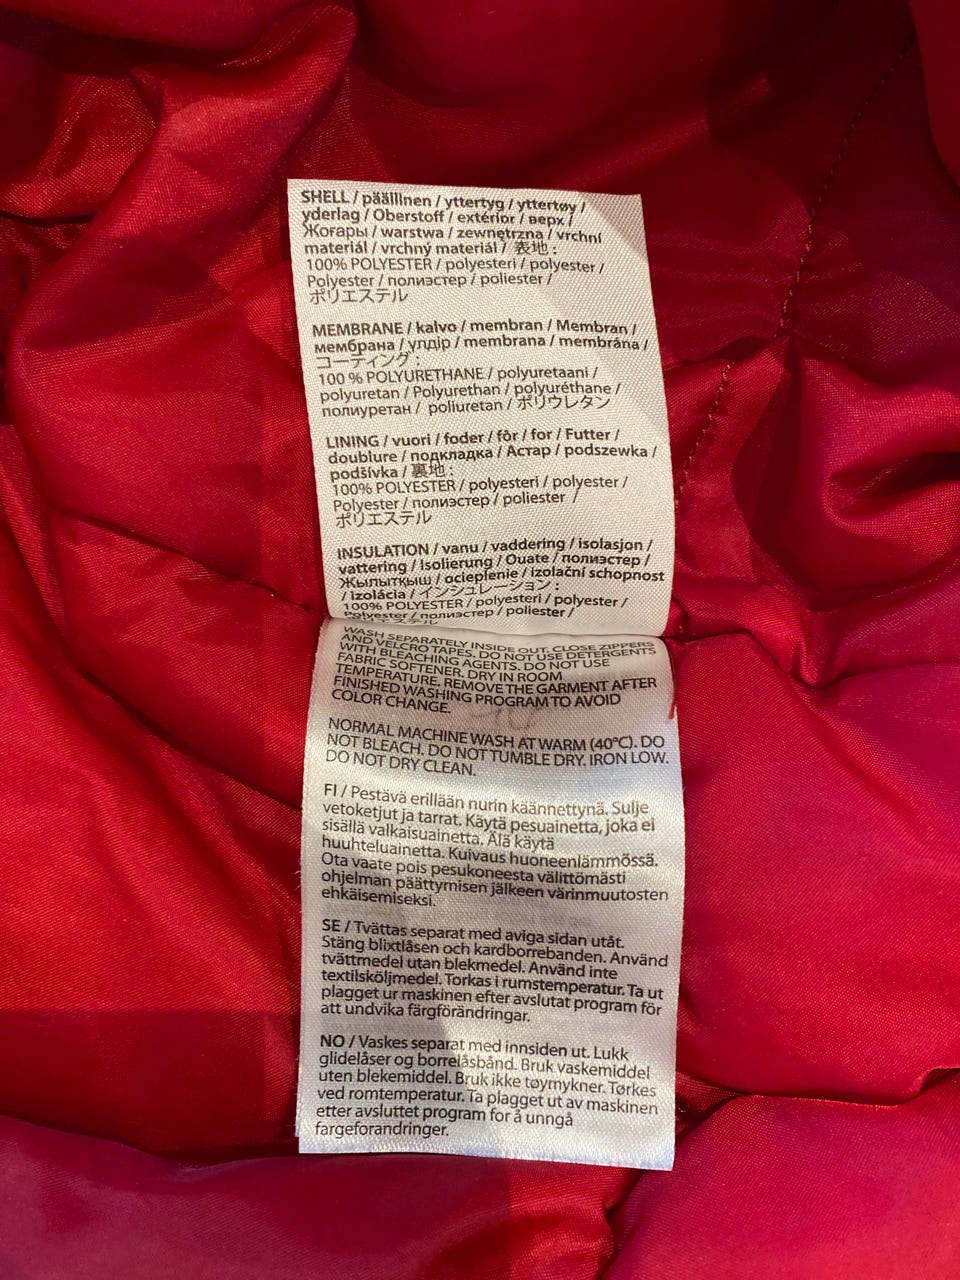 SHELL / päällinen / yttertyg / yttertøy /
yderlag / Oberstoff / extérior / верх /
Жоғары / warstwa / zewnętrzna / vrchní
materiál / vrchný materiál / 表地 :
100% POLYESTER / polyesteri / polyester /
Polyester / полиэстер / poliester /
ポリエステル
MEMBRANE / kalvo / membran / Membran /
мембрана / үлдір / membrana / membrána /
コーティング :
100 % POLYURETHANE / polyuretaani /
polyuretan / Polyurethan / polyuréthane /
полиуретан / poliuretan / ポリウレタン
LINING / vuori / foder / fôr / for / Futter /
doublure / подкладка / Астар / podszewka /
podšívka / 裏地 :
100% POLYESTER / polyesteri / polyester /
Polyester / полиэстер / poliester /
ポリエステル
INSULATION / vanu / vaddering / isolasjon /
vattering / Isolierung / Ouate / полиэстер /
Жылытқыш / ocieplenie / izolační schopnost
/ izolácia / インシュレーション :
100% POLYESTER / polyesteri / polyester /
Polyester / полиэстер / poliester /
ポリエステル
WASH SEPARATELY INSIDE OUT. CLOSE ZIPPERS
AND VELCRO TAPES. DO NOT USE DETERGENTS
WITH BLEACHING AGENTS. DO NOT USE
FABRIC SOFTENER. DRY IN ROOM
TEMPERATURE. REMOVE THE GARMENT AFTER
FINISHED WASHING PROGRAM TO AVOID
COLOR CHANGE.
NORMAL MACHINE WASH AT WARM (40°C). DO
NOT BLEACH. DO NOT TUMBLE DRY. IRON LOW.
DO NOT DRY CLEAN.
FI / Pestävä erillään nurin käännettynä. Sulje
vetoketjut ja tarrat. Käytä pesuainetta, joka ei
sisällä valkaisuainetta. Älä käytä
huuhteluainetta. Kuivaus huoneenlämmössä.
Ota vaate pois pesukoneesta välittömästi
ohjelman päättymisen jälkeen värinmuutosten
ehkäisemiseksi.
SE / Tvättas separat med aviga sidan utåt.
Stäng blixtlåsen och kardborrebanden. Använd
tvättmedel utan blekmedel. Använd inte
textilsköljmedel. Torkas i rumstemperatur. Ta ut
plagget ur maskinen efter avslutat program för
att undvika färgförändringar.
NO / Vaskes separat med innsiden ut. Lukk
glidelåser og borrelåsbånd. Bruk vaskemiddel
uten blekemiddel. Bruk ikke tøymykner. Tørkes
ved romtemperatur. Ta plagget ut av maskinen
etter avsluttet program for å unngå
fargeforandringer.